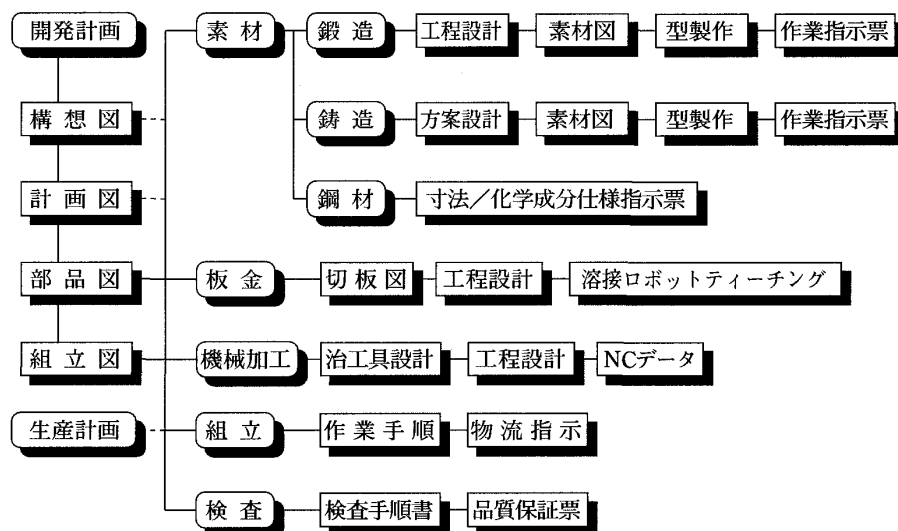 開発計画 素材 鍛造 工程設計 素材図 型製作 作業指示票
構想図 鋳造 方案設計 素材図 型製作 作業指示票
計画図 鋼材 寸法/化学成分仕様指示票
部品図 板金 切板図 工程設計 溶接ロボットティーチング
組立図 機械加工 治工具設計 工程設計 NCデータ
生産計画 組立 作業手順 物流指示
検査 検査手順書 品質保証票